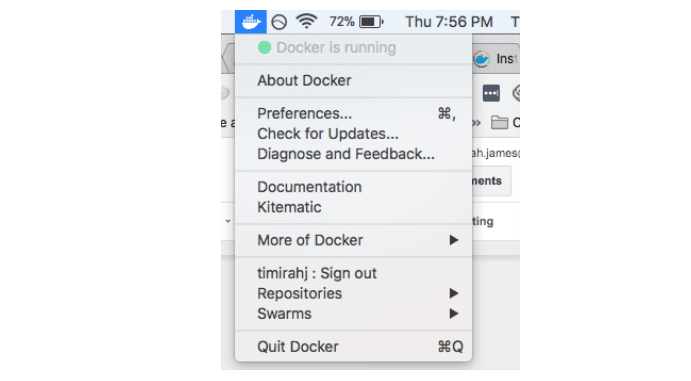 72% Thu 7:56 PM T
Docker is running
Inst
About Docker
Preferences... ⌘,
Check for Updates...
Diagnose and Feedback...
ah.james
ments
Documentation
Kitematic
ting
More of Docker
timirahj : Sign out
Repositories
Swarms
Quit Docker ⌘Q